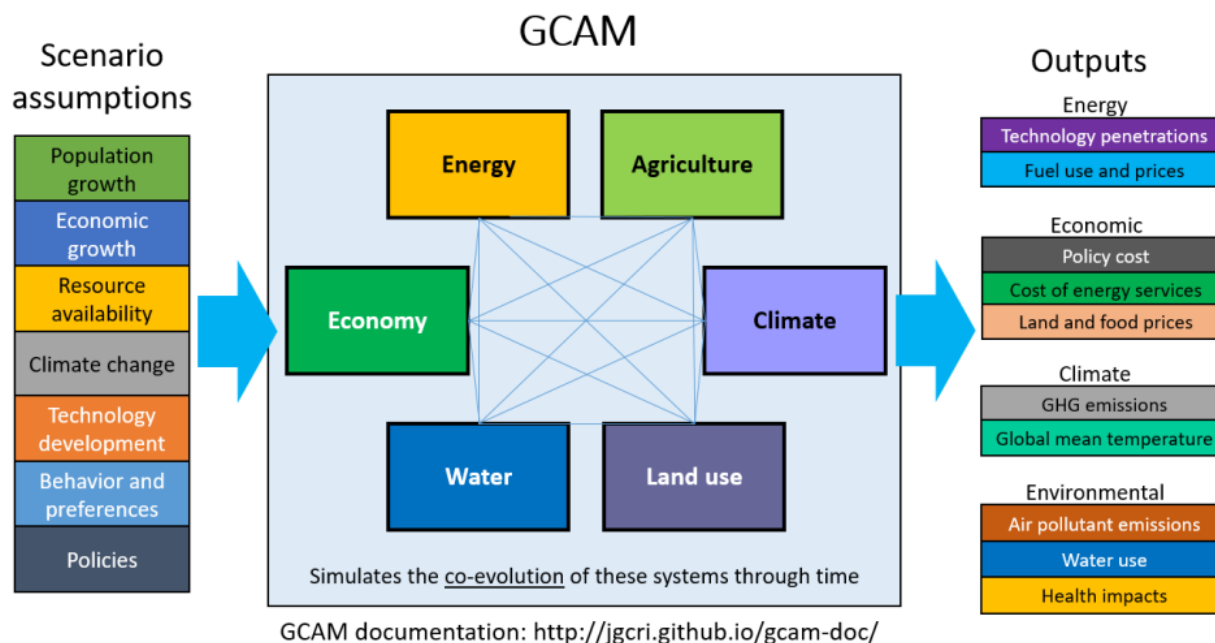 GCAM
Scenario
assumptions
Population
growth
Economic
growth
Resource
availability
Climate change
Technology
development
Behavior and
preferences
Policies
Energy
Agriculture
Economy
Climate
Water
Land use
Simulates the co-evolution of these systems through time
GCAM documentation: http://jgcri.github.io/gcam-doc/
Outputs
Energy
Technology penetrations
Fuel use and prices
Economic
Policy cost
Cost of energy services
Land and food prices
Climate
GHG emissions
Global mean temperature
Environmental
Air pollutant emissions
Water use
Health impacts